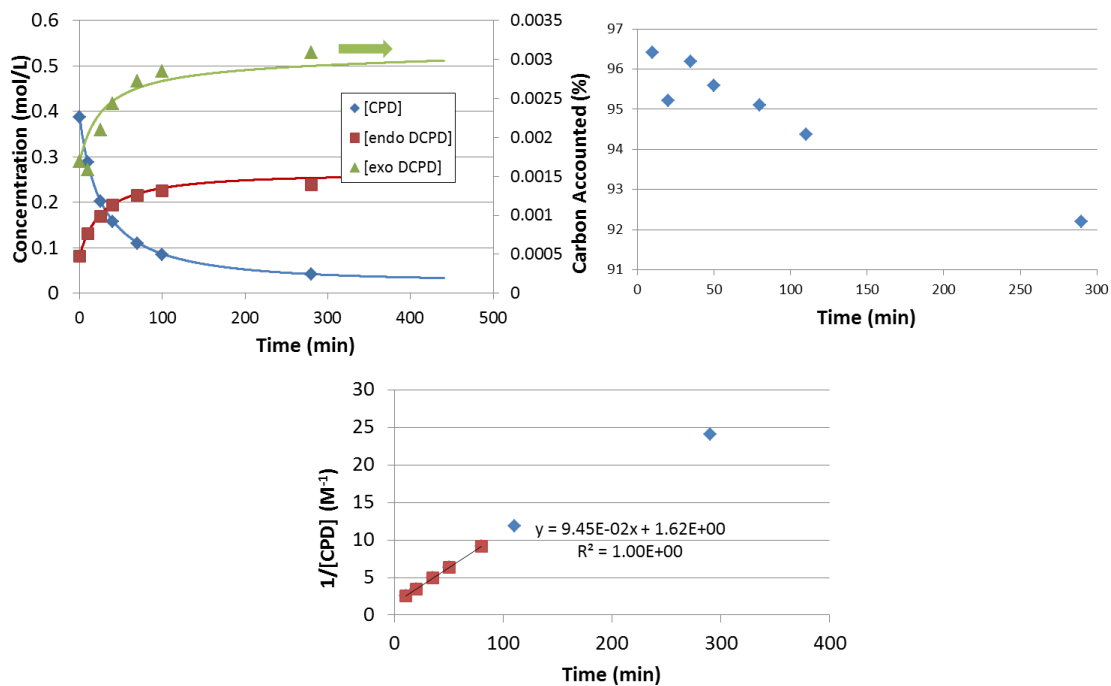 0.6
0.5
0.4
0.3
0.2
0.1
0
Concerntration (mol/L)
0 100 200 300 400 500
Time (min)
0.0035
0.003
0.0025
0.002
0.0015
0.001
0.0005
0
[CPD]
[endo DCPD]
[exo DCPD]
97
96
95
94
93
92
91
Carbon Accounted (%)
0 50 100 150 200 250 300
Time (min)
30
25
20
15
10
5
0
1/[CPD] (M⁻¹)
y = 9.45E-02x + 1.62E+00
R² = 1.00E+00
0 100 200 300 400
Time (min)